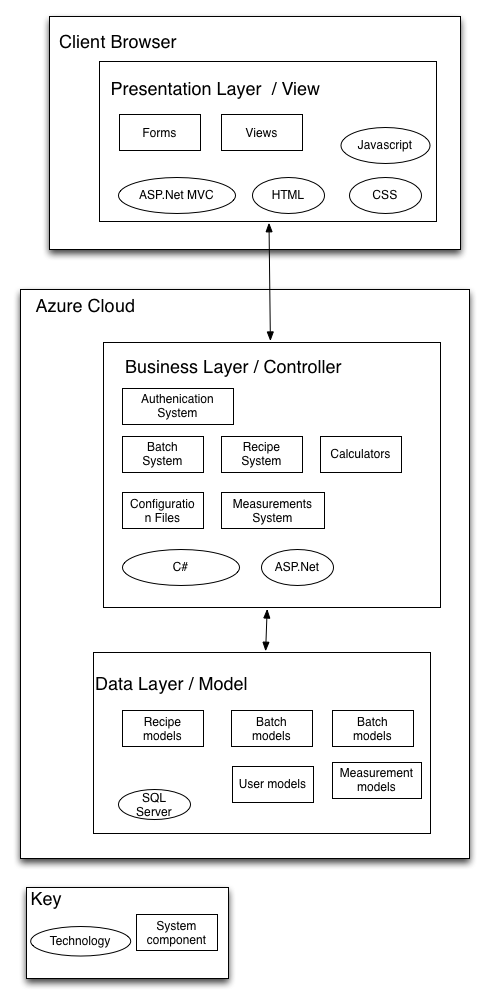 Client Browser
Presentation Layer  / View
Forms
Views
Javascript
ASP.Net MVC
HTML
CSS
Azure Cloud
Business Layer / Controller
Authenication
System
Batch
System
Recipe
System
Calculators
Configuratio
n Files
Measurements
System
C#
ASP.Net
Data Layer / Model
Recipe
models
Batch
models
Batch
models
User models
Measurement
models
SQL
Server
Key
Technology
System
component